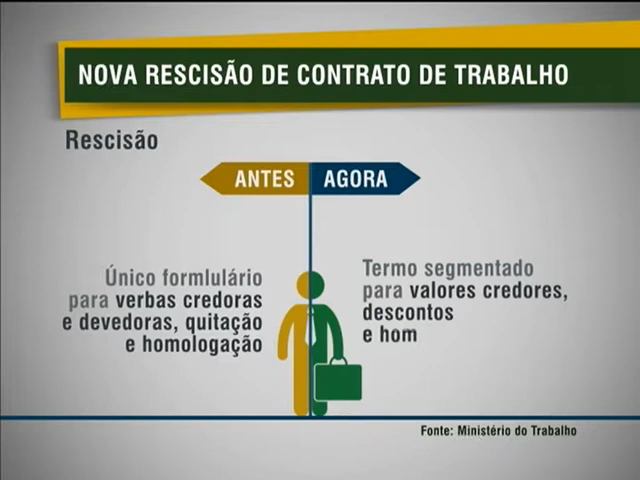 NOVA RESCISÃO DE CONTRATO DE TRABALHO
Rescisão
ANTES AGORA
Único formlulário
para verbas credoras
e devedoras, quitação
e homologação
Termo segmentado
para valores credores,
descontos
e hom
Fonte: Ministério do Trabalho